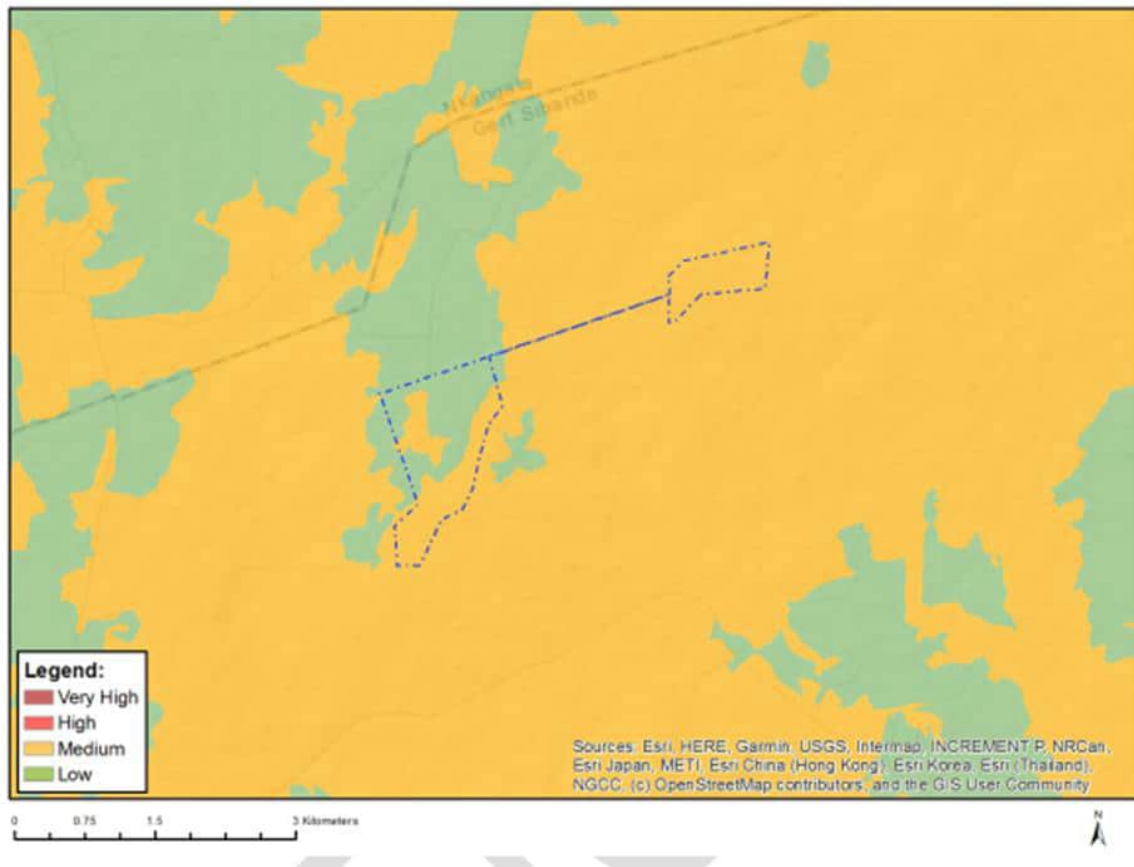 Nkangala
Gert Sibande
Legend:
Very High
High
Medium
Low
Sources: Esri, HERE, Garmin, USGS, Intermap, INCREMENT P, NRCan,
Esri Japan, METI, Esri China (Hong Kong), Esri Korea, Esri (Thailand),
NGCC, (c) OpenStreetMap contributors, and the GIS User Community
0 0.75 1.5 3 Kilometers
N